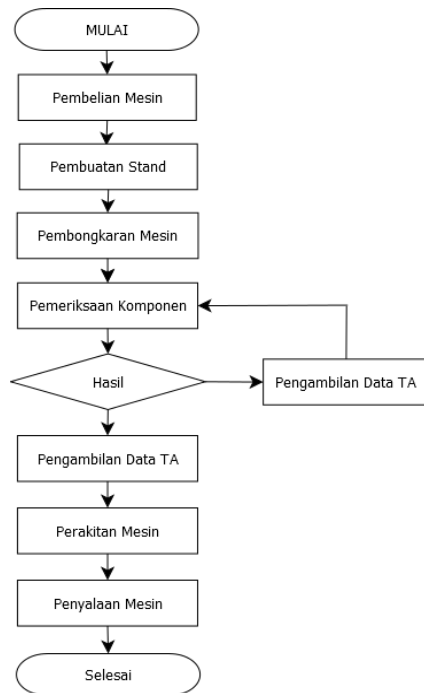 MULAI
Pembelian Mesin
Pembuatan Stand
Pembongkaran Mesin
Pemeriksaan Komponen
Hasil
Pengambilan Data TA
Pengambilan Data TA
Perakitan Mesin
Penyalaan Mesin
Selesai